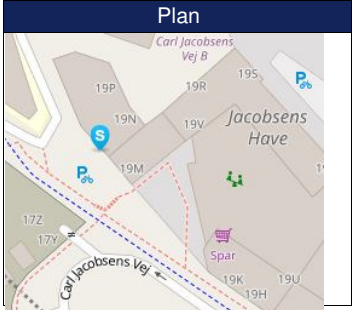 Plan
Carl Jacobsens
Vej B
19S
19P
19R
19N
19V
Jacobsens
Have
S
P
19M
P
17Z
17Y
Spar
Carl Jacobsens Vej
19K
19U
19H